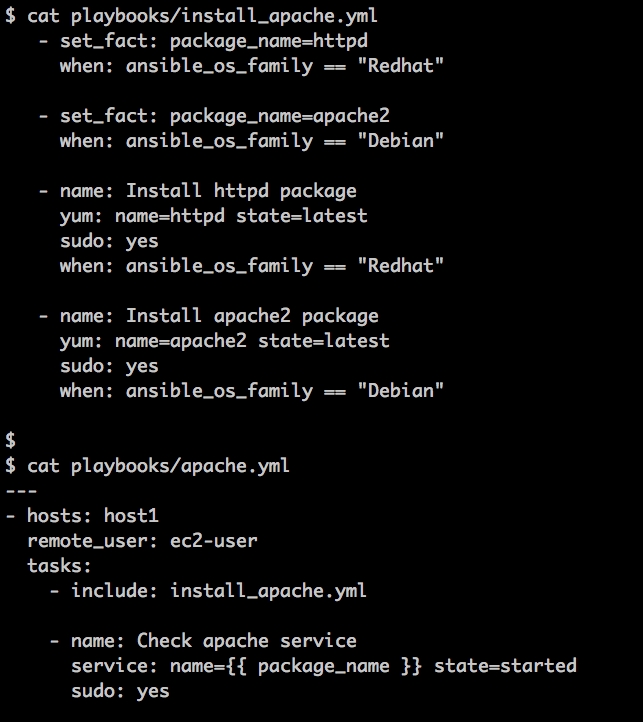 $ cat playbooks/install_apache.yml
   - set_fact: package_name=httpd
     when: ansible_os_family == "Redhat"

   - set_fact: package_name=apache2
     when: ansible_os_family == "Debian"

   - name: Install httpd package
     yum: name=httpd state=latest
     sudo: yes
     when: ansible_os_family == "Redhat"

   - name: Install apache2 package
     yum: name=apache2 state=latest
     sudo: yes
     when: ansible_os_family == "Debian"

$
$ cat playbooks/apache.yml
---
- hosts: host1
  remote_user: ec2-user
  tasks:
    - include: install_apache.yml

    - name: Check apache service
      service: name={{ package_name }} state=started
      sudo: yes